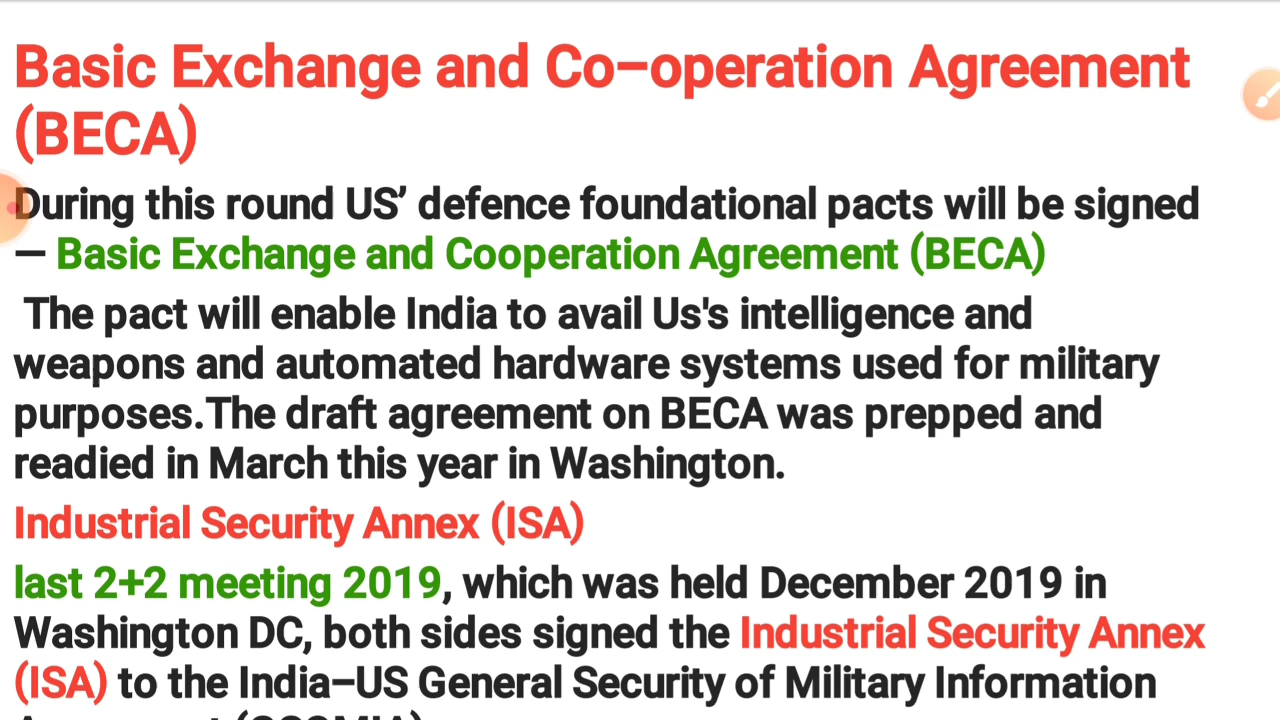 Basic Exchange and Co–operation Agreement
(BECA)
During this round US’ defence foundational pacts will be signed
— Basic Exchange and Cooperation Agreement (BECA)
The pact will enable India to avail Us's intelligence and
weapons and automated hardware systems used for military
purposes.The draft agreement on BECA was prepped and
readied in March this year in Washington.
Industrial Security Annex (ISA)
last 2+2 meeting 2019, which was held December 2019 in
Washington DC, both sides signed the Industrial Security Annex
(ISA) to the India–US General Security of Military Information